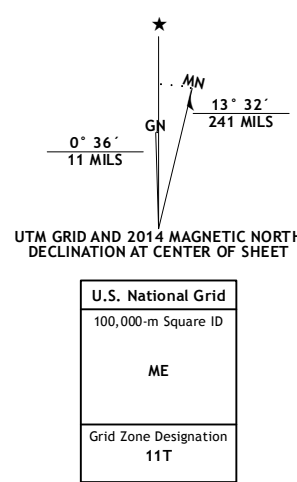 ★
MN
GN
13° 32´
241 MILS
0° 36´
11 MILS
UTM GRID AND 2014 MAGNETIC NORTH
DECLINATION AT CENTER OF SHEET
U.S. National Grid
100,000-m Square ID
ME
Grid Zone Designation
11T